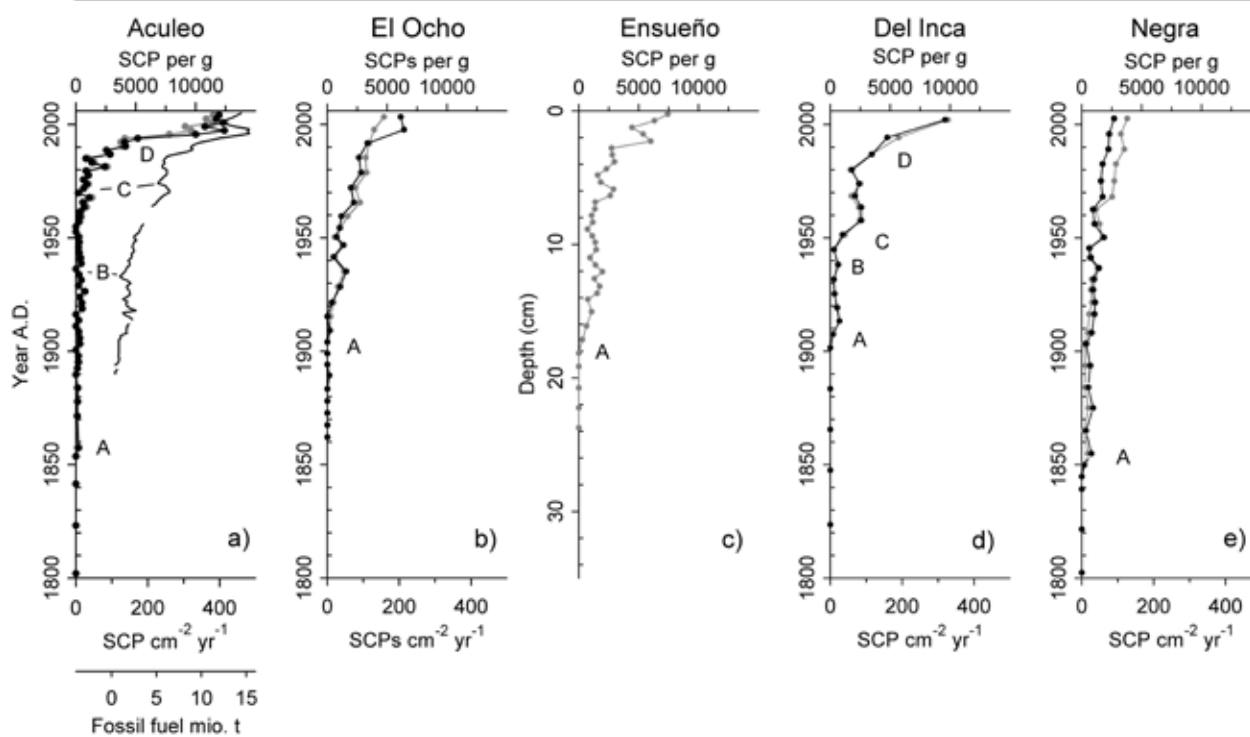 Aculeo El Ocho Ensueño Del Inca Negra
SCP per g SCPs per g SCP per g SCP per g SCP per g
0 5000 10000 0 5000 10000 0 5000 10000 0 5000 10000 0 5000 10000
Year A.D.
2000 1950 1900 1850 1800
D
C
B
A
a)
2000 1950 1900 1850 1800
A
b)
Depth (cm)
0 10 20 30
A
c)
2000 1950 1900 1850 1800
D
C
B
A
d)
2000 1950 1900 1850 1800
A
e)
0 200 400 0 200 400 0 200 400 0 200 400
SCP cm-2 yr-1 SCPs cm-2 yr-1 SCP cm-2 yr-1 SCP cm-2 yr-1
0 5 10 15
Fossil fuel mio. t